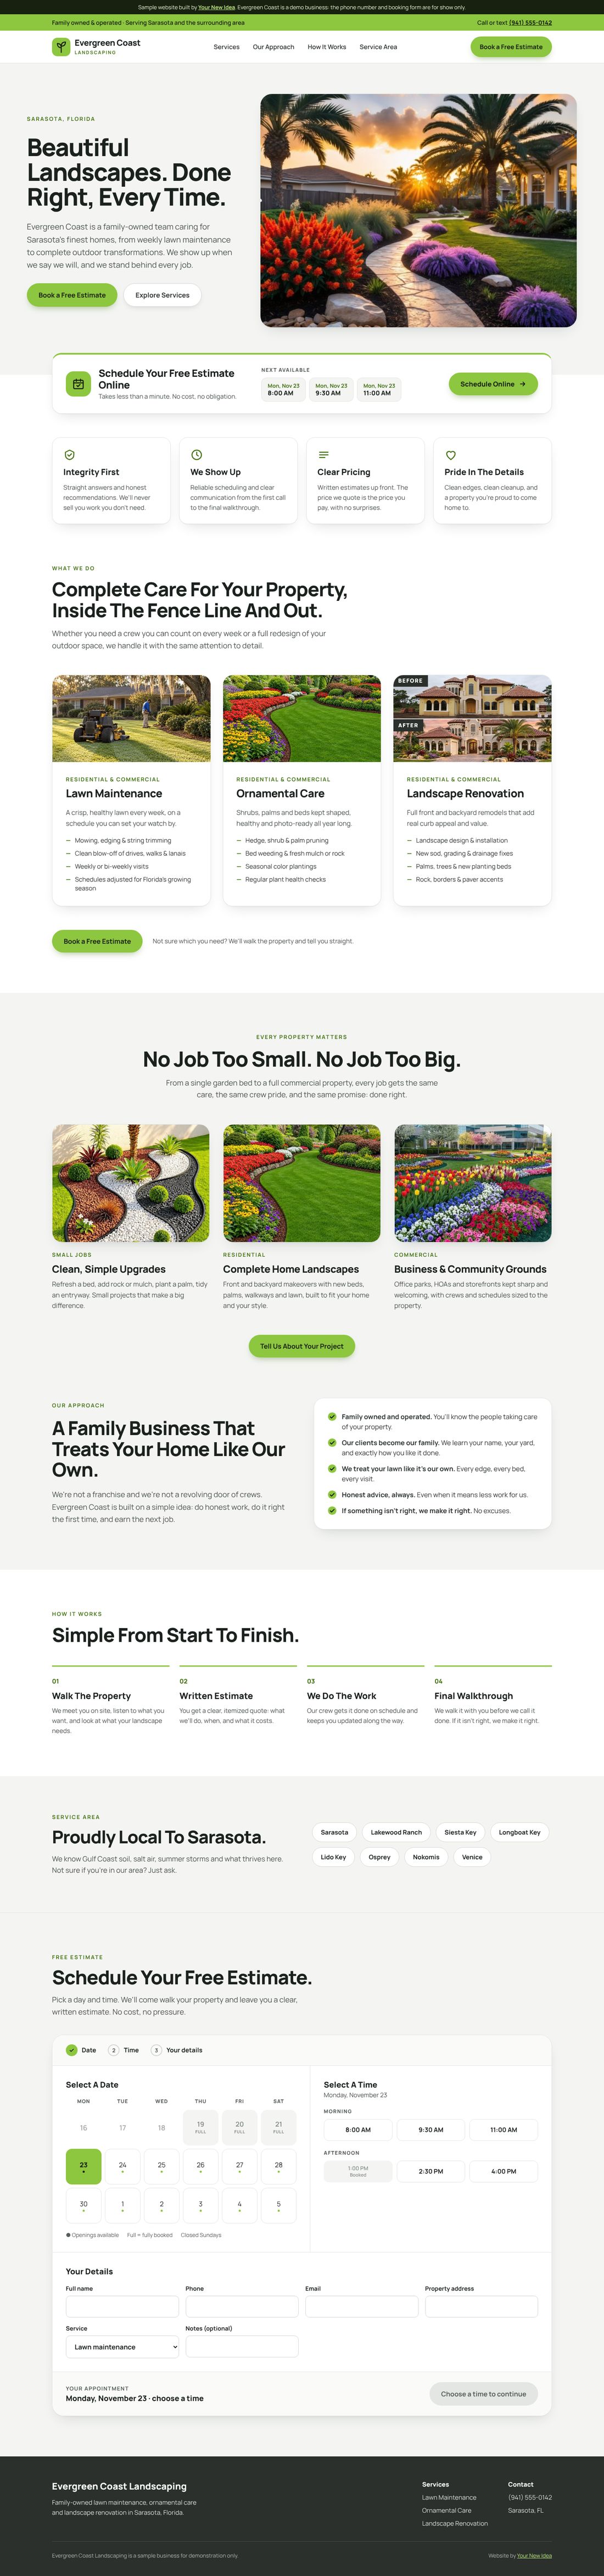 Sample website built by Your New Idea. Evergreen Coast is a demo business: the phone number and booking form are for show only.
Family owned & operated · Serving Sarasota and the surrounding area
Call or text (941) 555-0142
Evergreen Coast
LANDSCAPING
Services
Our Approach
How It Works
Service Area
Book a Free Estimate
SARASOTA, FLORIDA
Beautiful
Landscapes. Done
Right, Every Time.
Evergreen Coast is a family-owned team caring for
Sarasota's finest homes, from weekly lawn maintenance
to complete outdoor transformations. We show up when
we say we will, and we stand behind every job.
Book a Free Estimate
Explore Services
Schedule Your Free Estimate
Online
Takes less than a minute. No cost, no obligation.
NEXT AVAILABLE
Mon, Nov 23
8:00 AM
Mon, Nov 23
9:30 AM
Mon, Nov 23
11:00 AM
Schedule Online →
Integrity First
Straight answers and honest
recommendations. We'll never
sell you work you don't need.
We Show Up
Reliable scheduling and clear
communication from the first call
to the final walkthrough.
Clear Pricing
Written estimates up front. The
price we quote is the price you
pay, with no surprises.
Pride In The Details
Clean edges, clean cleanup, and
a property you're proud to come
home to.
WHAT WE DO
Complete Care For Your Property,
Inside The Fence Line And Out.
Whether you need a crew you can count on every week or a full redesign of your
outdoor space, we handle it with the same attention to detail.
RESIDENTIAL & COMMERCIAL
Lawn Maintenance
A crisp, healthy lawn every week, on a
schedule you can set your watch by.
— Mowing, edging & string trimming
— Clean blow-off of drives, walks & lanais
— Weekly or bi-weekly visits
— Schedules adjusted for Florida's growing
season
RESIDENTIAL & COMMERCIAL
Ornamental Care
Shrubs, palms and beds kept shaped,
healthy and photo-ready all year long.
— Hedge, shrub & palm pruning
— Bed weeding & fresh mulch or rock
— Seasonal color plantings
— Regular plant health checks
BEFORE
AFTER
RESIDENTIAL & COMMERCIAL
Landscape Renovation
Full front and backyard remodels that add
real curb appeal and value.
— Landscape design & installation
— New sod, grading & drainage fixes
— Palms, trees & new planting beds
— Rock, borders & paver accents
Book a Free Estimate
Not sure which you need? We'll walk the property and tell you straight.
EVERY PROPERTY MATTERS
No Job Too Small. No Job Too Big.
From a single garden bed to a full commercial property, every job gets the same
care, the same crew pride, and the same promise: done right.
SMALL JOBS
Clean, Simple Upgrades
Refresh a bed, add rock or mulch, plant a palm, tidy
an entryway. Small projects that make a big
difference.
RESIDENTIAL
Complete Home Landscapes
Front and backyard makeovers with new beds,
palms, walkways and lawn, built to fit your home
and your style.
COMMERCIAL
Business & Community Grounds
Office parks, HOAs and storefronts kept sharp and
welcoming, with crews and schedules sized to the
property.
Tell Us About Your Project
OUR APPROACH
A Family Business That
Treats Your Home Like Our
Own.
We're not a franchise and we're not a revolving door of crews.
Evergreen Coast is built on a simple idea: do honest work, do it right
the first time, and earn the next job.
Family owned and operated. You'll know the people taking care
of your property.
Our clients become our family. We learn your name, your yard,
and exactly how you like it done.
We treat your lawn like it's our own. Every edge, every bed,
every visit.
Honest advice, always. Even when it means less work for us.
If something isn't right, we make it right. No excuses.
HOW IT WORKS
Simple From Start To Finish.
01
Walk The Property
We meet you on site, listen to what you
want, and look at what your landscape
needs.
02
Written Estimate
You get a clear, itemized quote: what
we'll do, when, and what it costs.
03
We Do The Work
Our crew gets it done on schedule and
keeps you updated along the way.
04
Final Walkthrough
We walk it with you before we call it
done. If it isn't right, we make it right.
SERVICE AREA
Proudly Local To Sarasota.
We know Gulf Coast soil, salt air, summer storms and what thrives here.
Not sure if you're in our area? Just ask.
Sarasota
Lakewood Ranch
Siesta Key
Longboat Key
Lido Key
Osprey
Nokomis
Venice
FREE ESTIMATE
Schedule Your Free Estimate.
Pick a day and time. We'll come walk your property and leave you a clear,
written estimate. No cost, no pressure.
Date
2 Time
3 Your details
Select A Date
MON TUE WED THU FRI SAT
16 17 18 19 20 21
FULL FULL FULL
23 24 25 26 27 28
30 1 2 3 4 5
Openings available Full = fully booked Closed Sundays
Select A Time
Monday, November 23
MORNING
8:00 AM 9:30 AM 11:00 AM
AFTERNOON
1:00 PM 2:30 PM 4:00 PM
Booked
Your Details
Full name
Phone
Email
Property address
Service
Notes (optional)
Lawn maintenance
YOUR APPOINTMENT
Monday, November 23 · choose a time
Choose a time to continue
Evergreen Coast Landscaping
Family-owned lawn maintenance, ornamental care
and landscape renovation in Sarasota, Florida.
Services
Lawn Maintenance
Ornamental Care
Landscape Renovation
Contact
(941) 555-0142
Sarasota, FL
Evergreen Coast Landscaping is a sample business for demonstration only.
Website by Your New Idea